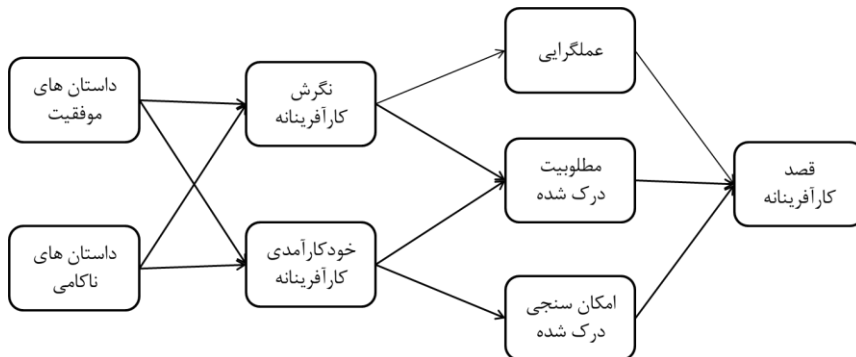 داستان های
موفقیت
داستان های
ناکامی
نگرش
کارآفرینانه
خودکارآمدی
کارآفرینانه
عملگرایی
مطلوبیت
درک شده
امکان سنجی
درک شده
قصد
کارآفرینانه